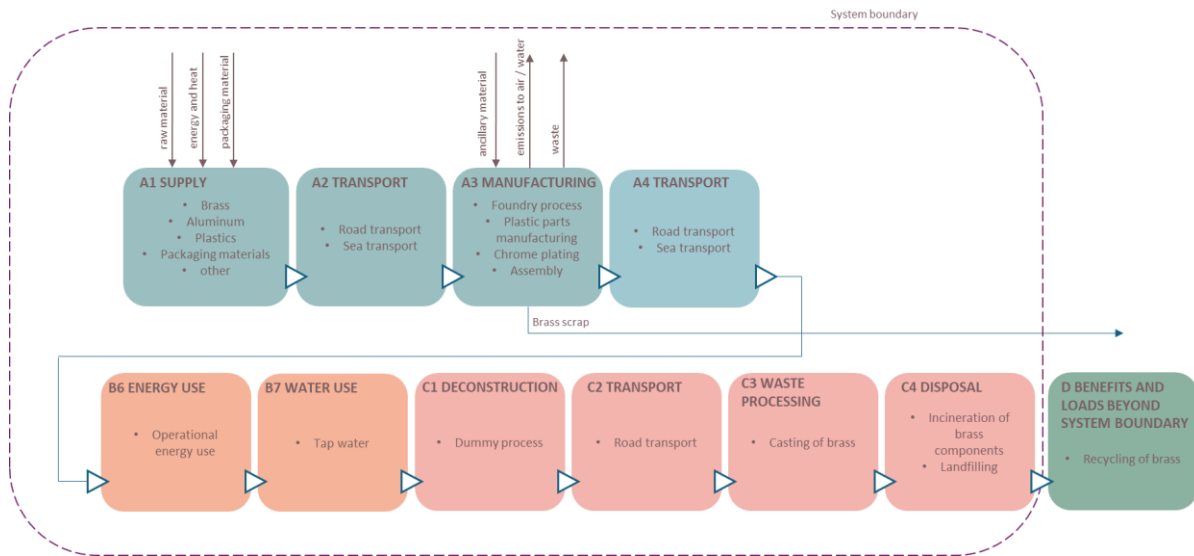 System boundary
raw material
energy and heat
packaging material
ancillary material
emissions to air / water
waste
A1 SUPPLY
• Brass
• Aluminum
• Plastics
• Packaging materials
• other
A2 TRANSPORT
• Road transport
• Sea transport
A3 MANUFACTURING
• Foundry process
• Plastic parts
manufacturing
• Chrome plating
• Assembly
A4 TRANSPORT
• Road transport
• Sea transport
Brass scrap
B6 ENERGY USE
• Operational
energy use
B7 WATER USE
• Tap water
C1 DECONSTRUCTION
• Dummy process
C2 TRANSPORT
• Road transport
C3 WASTE
PROCESSING
• Casting of brass
C4 DISPOSAL
• Incineration of
brass
components
• Landfilling
D BENEFITS AND
LOADS BEYOND
SYSTEM BOUNDARY
• Recycling of brass